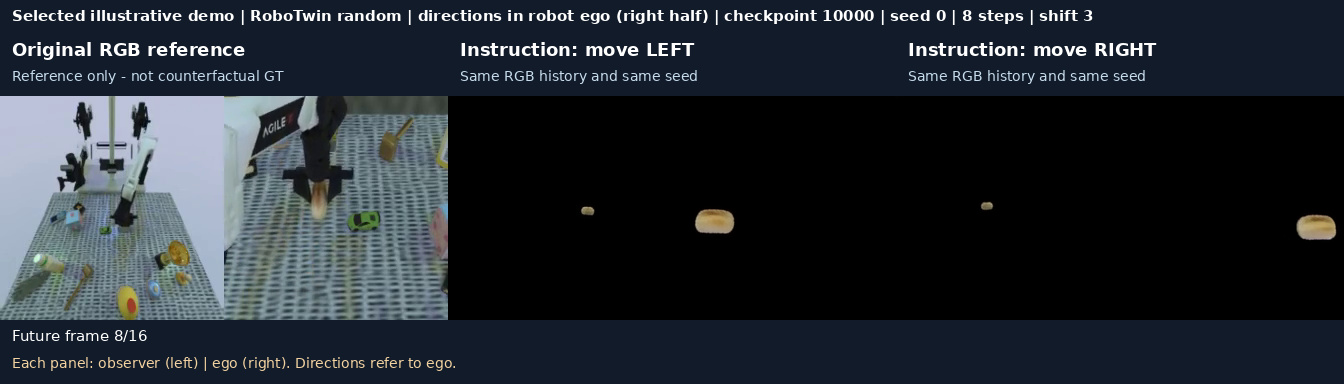 Selected illustrative demo | RoboTwin random | directions in robot ego (right half) | checkpoint 10000 | seed 0 | 8 steps | shift 3
Original RGB reference
Reference only - not counterfactual GT
Instruction: move LEFT
Same RGB history and same seed
Instruction: move RIGHT
Same RGB history and same seed
AGILE
Future frame 8/16
Each panel: observer (left) | ego (right). Directions refer to ego.